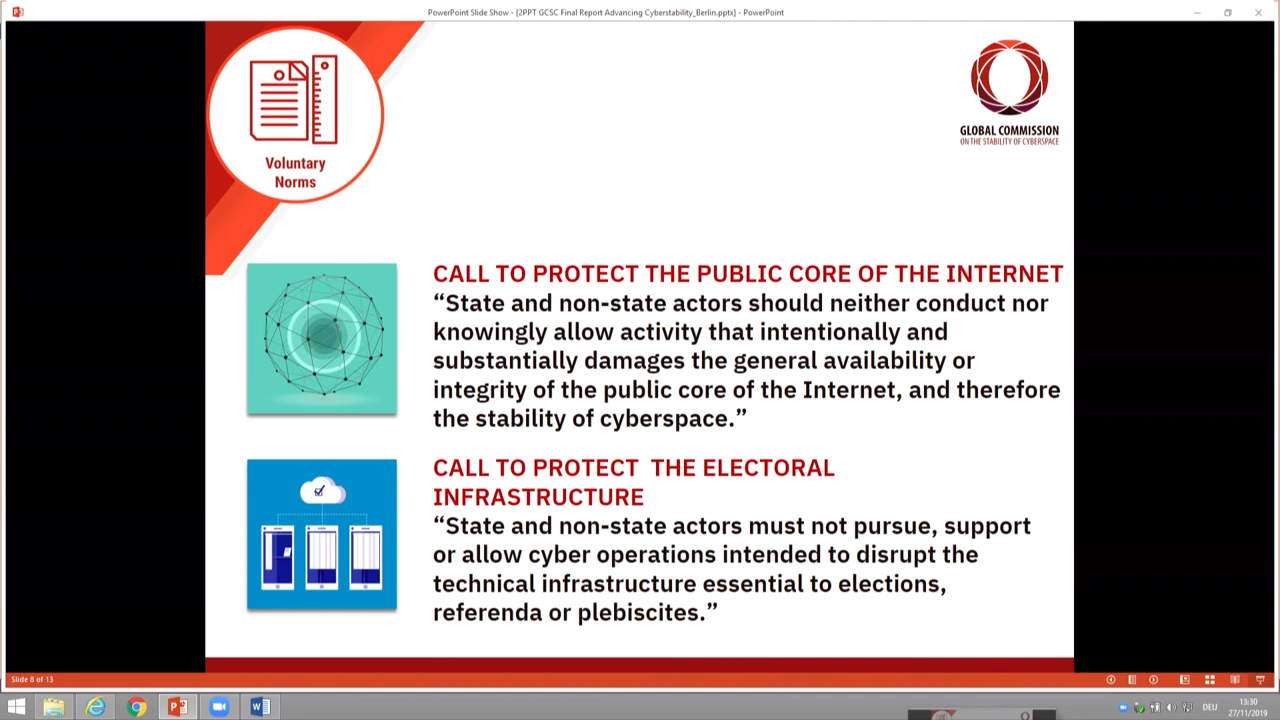 PowerPoint Slide Show - [2PPT GCSC Final Report Advancing Cyberstability_Berlin.pptx] - PowerPoint
Voluntary
Norms
GLOBAL COMMISSION
ON THE STABILITY OF CYBERSPACE
CALL TO PROTECT THE PUBLIC CORE OF THE INTERNET
“State and non-state actors should neither conduct nor
knowingly allow activity that intentionally and
substantially damages the general availability or
integrity of the public core of the Internet, and therefore
the stability of cyberspace.”
CALL TO PROTECT  THE ELECTORAL
INFRASTRUCTURE
“State and non-state actors must not pursue, support
or allow cyber operations intended to disrupt the
technical infrastructure essential to elections,
referenda or plebiscites.”
Slide 8 of 13
DEU
13:30
27/11/2019